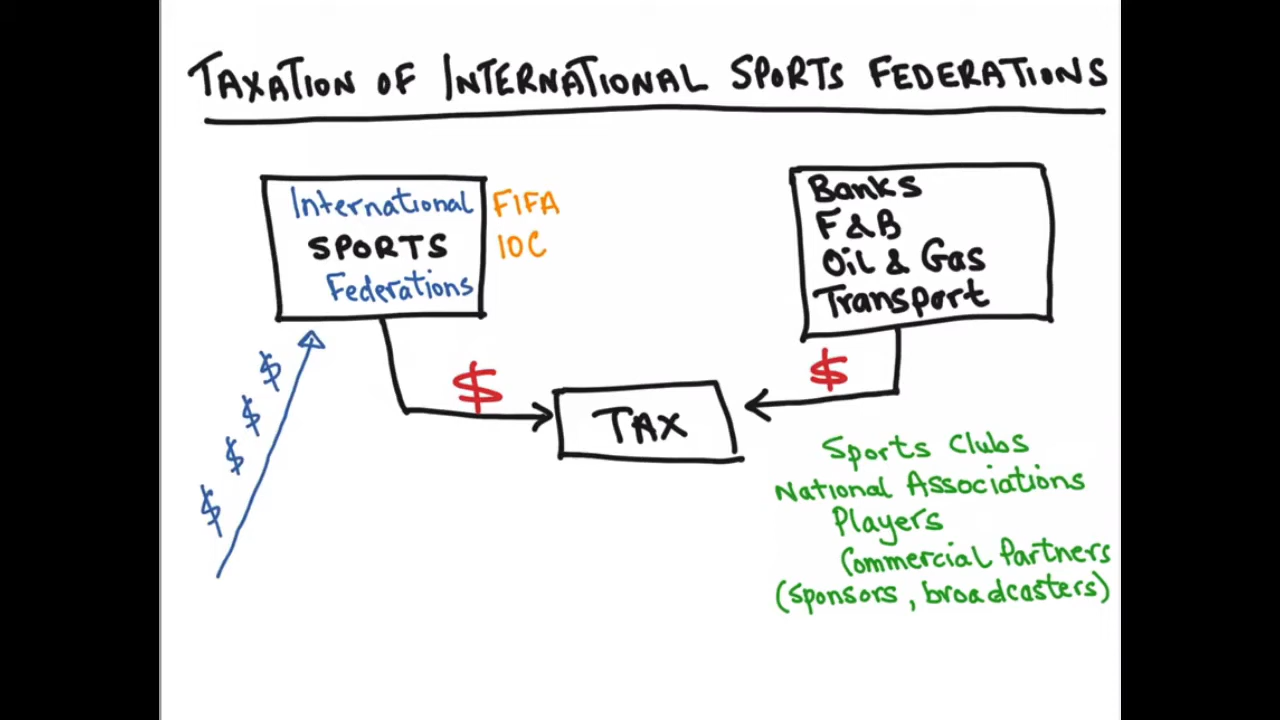 TAXATION OF INTERNATIONAL SPORTS FEDERATIONS
International
SPORTS
Federations
FIFA
IOC
Banks
F&B
Oil & Gas
Transport
$
$
$
$
$
$
TAX
Sports Clubs
National Associations
Players
Commercial Partners
(sponsors, broadcasters)